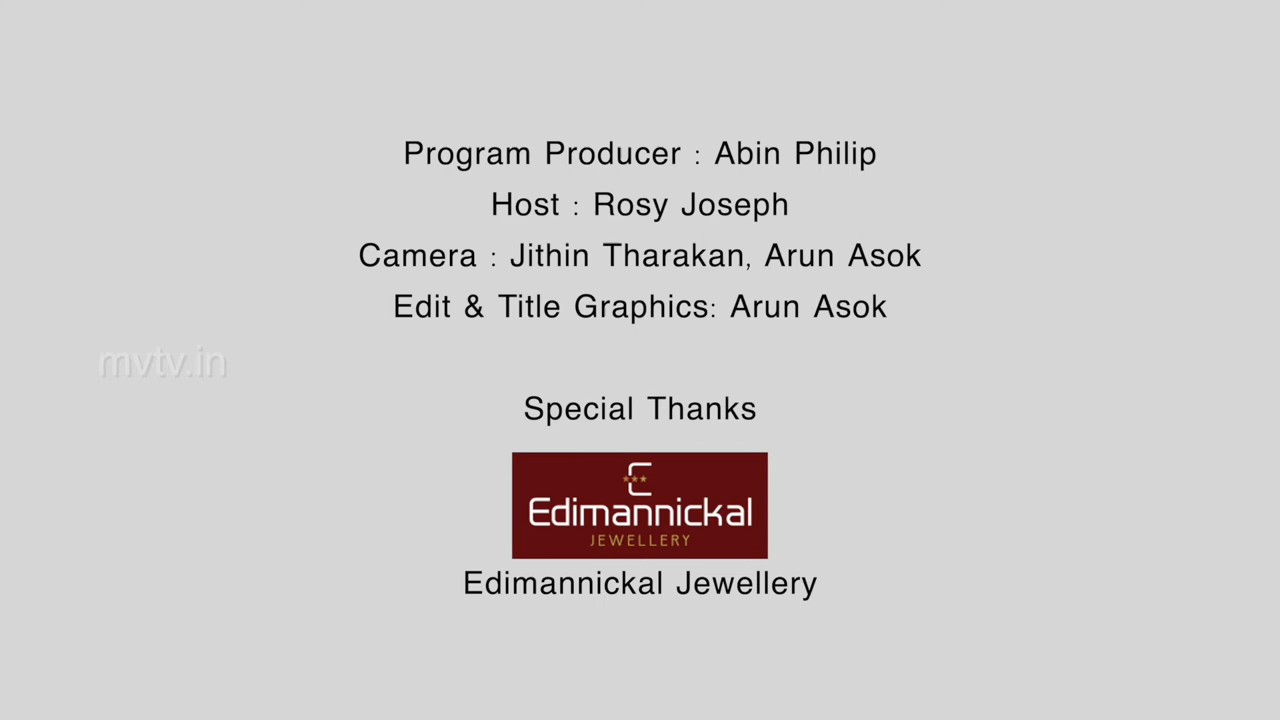 Program Producer : Abin Philip
Host : Rosy Joseph
Camera : Jithin Tharakan, Arun Asok
Edit & Title Graphics: Arun Asok
mvtv.in
Special Thanks
E
Edimannickal
JEWELLERY
Edimannickal Jewellery